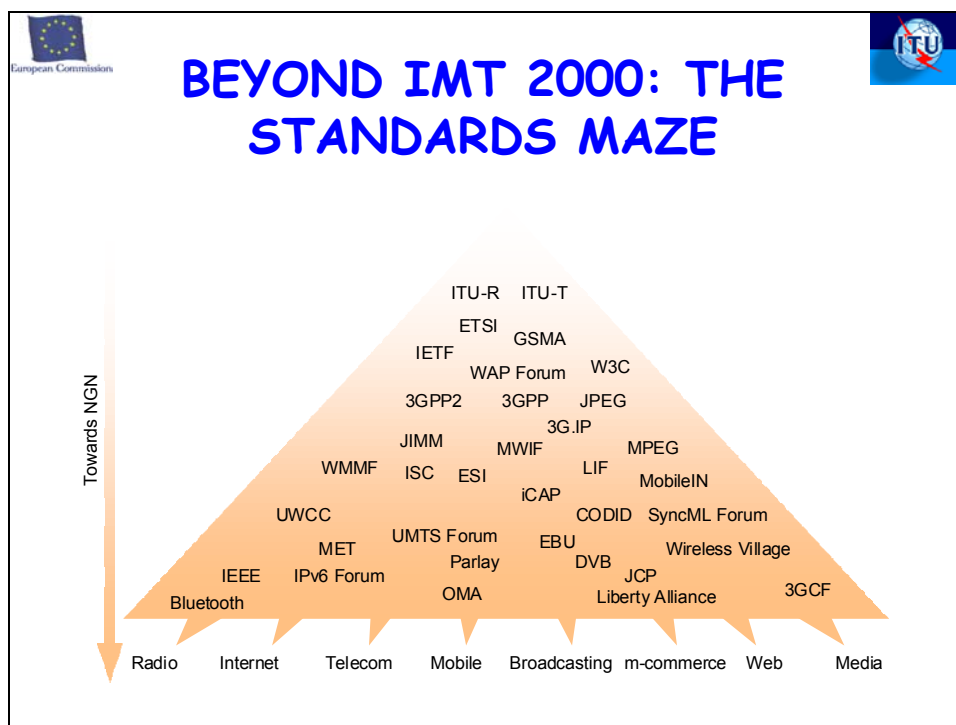 European Commission
ITU
BEYOND IMT 2000: THE
STANDARDS MAZE
Towards NGN
ITU-R ITU-T
ETSI
GSMA
IETF
W3C
WAP Forum
3GPP2 3GPP JPEG
3G.IP
JIMM
MWIF
MPEG
WMMF
ISC
ESI
LIF
MobileIN
iCAP
UWCC
CODID
SyncML Forum
UMTS Forum
EBU
MET
Wireless Village
Parlay
DVB
IEEE
IPv6 Forum
JCP
OMA
Liberty Alliance
3GCF
Bluetooth
Radio Internet Telecom Mobile Broadcasting m-commerce Web Media